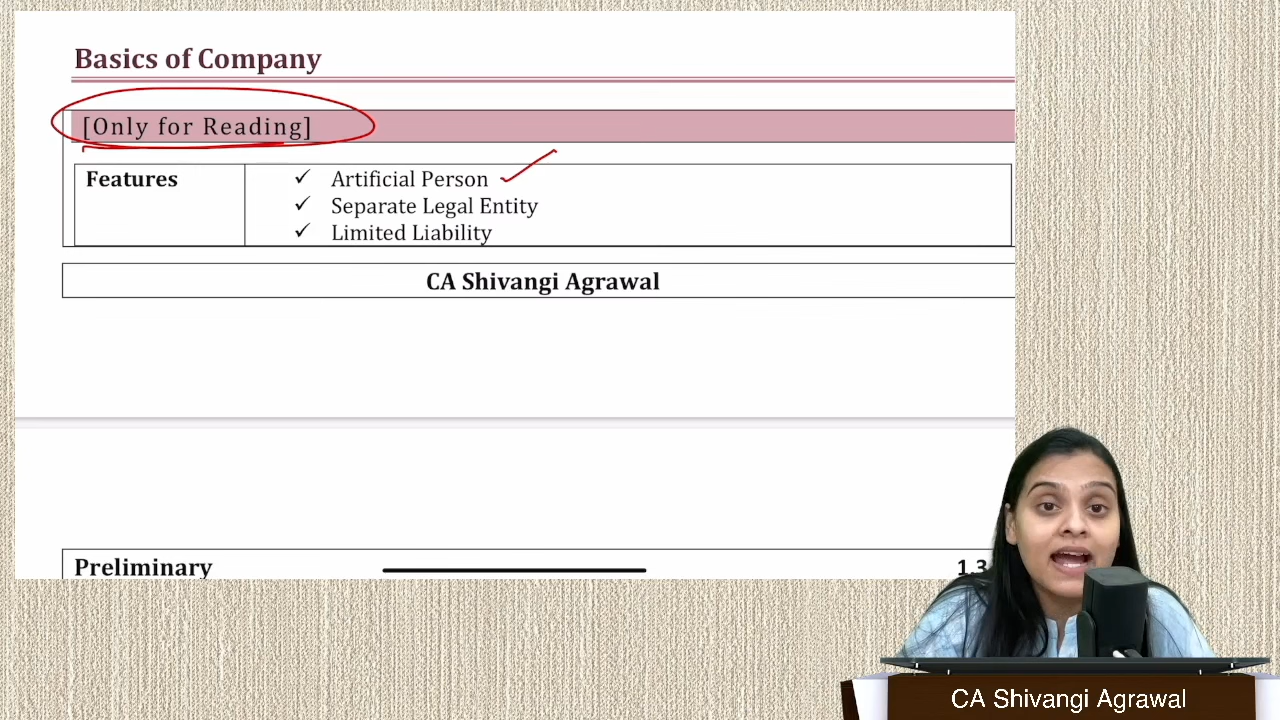 Basics of Company
[Only for Reading]
Features
✓ Artificial Person
✓ Separate Legal Entity
✓ Limited Liability
CA Shivangi Agrawal
Preliminary 1.3
CA Shivangi Agrawal